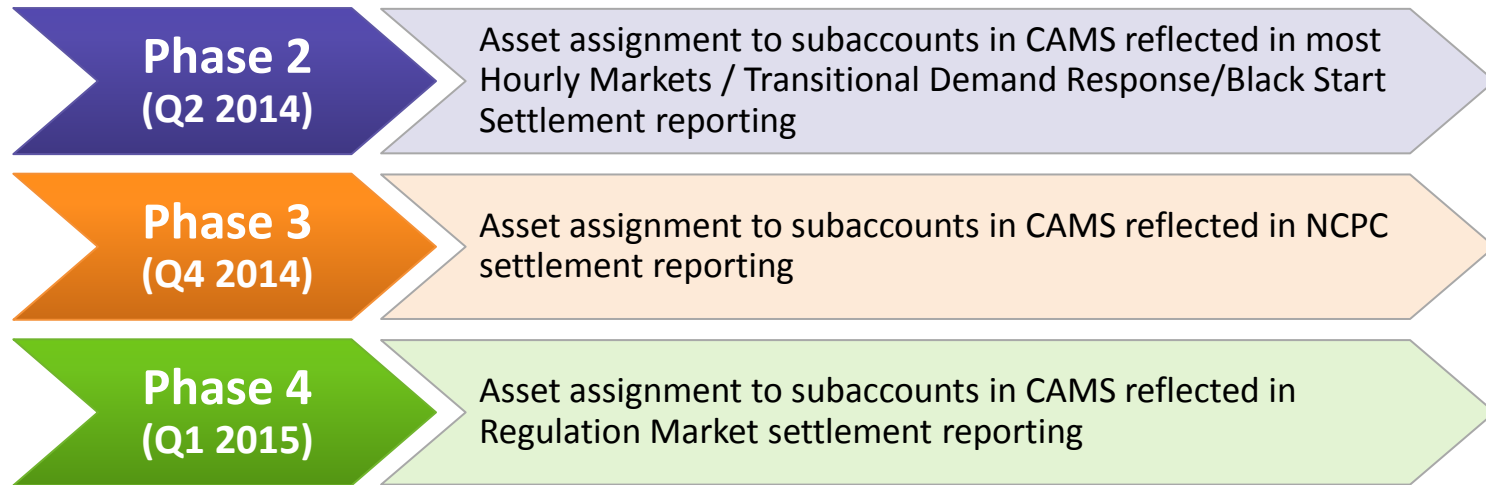 Phase 2
(Q2 2014)
Asset assignment to subaccounts in CAMS reflected in most
Hourly Markets / Transitional Demand Response/Black Start
Settlement reporting
Phase 3
(Q4 2014)
Asset assignment to subaccounts in CAMS reflected in NCPC
settlement reporting
Phase 4
(Q1 2015)
Asset assignment to subaccounts in CAMS reflected in
Regulation Market settlement reporting